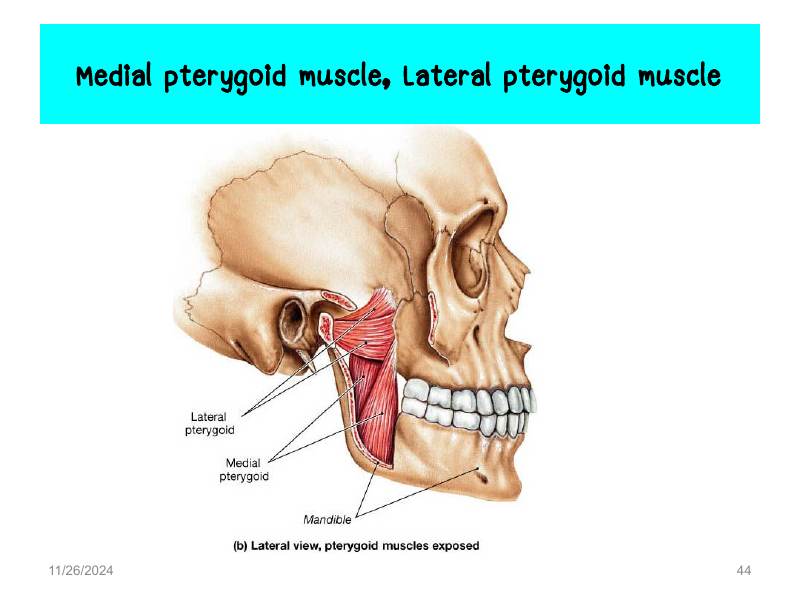 Medial pterygoid muscle, Lateral pterygoid muscle
Lateral
pterygoid
Medial
pterygoid
Mandible
(b) Lateral view, pterygoid muscles exposed
11/26/2024
44